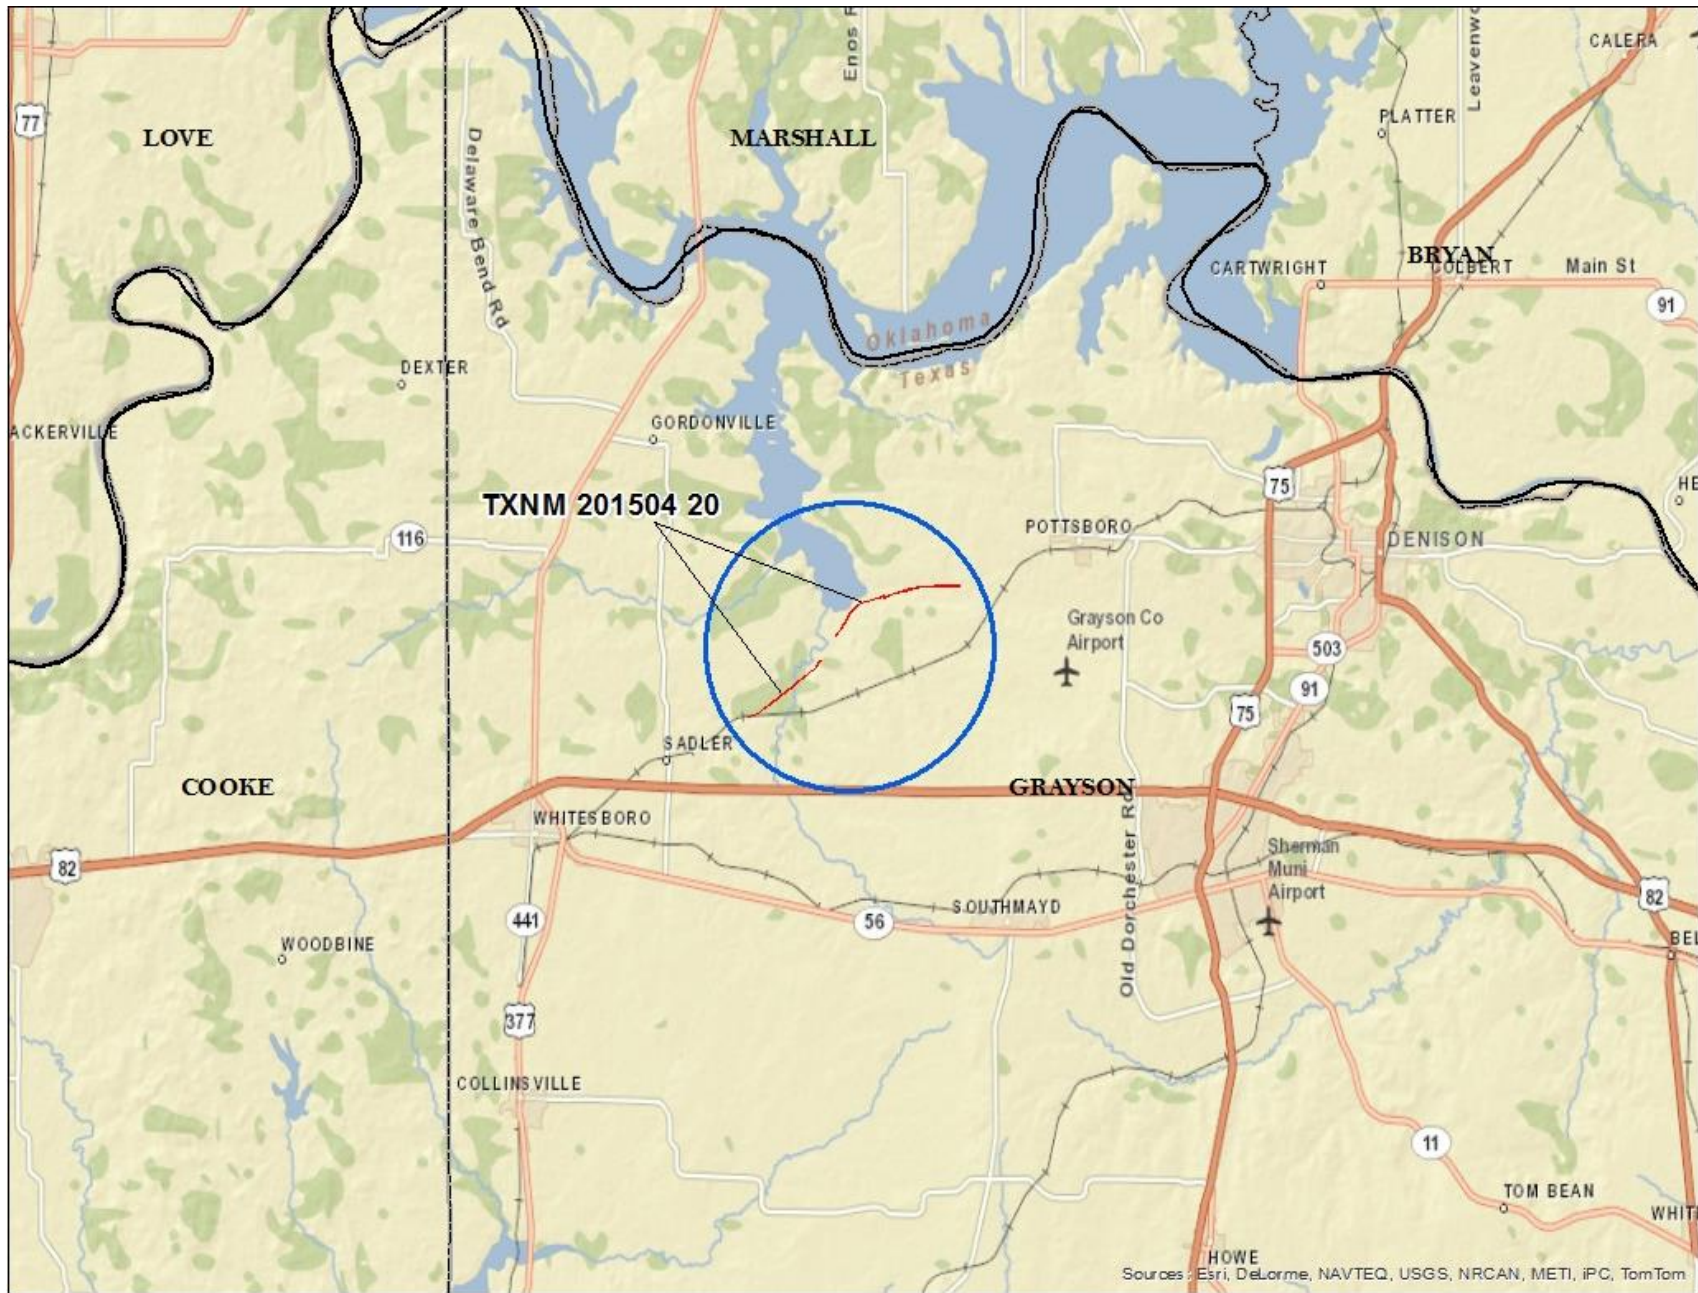 Enos R
Leavenwo
CALERA
77
LOVE
MARSHALL
PLATTER
Delaware Bend Rd
BRYAN
CARTWRIGHT
COLBERT
Main St
91
Oklahoma
Texas
DEXTER
GORDONVILLE
ACKERVILLE
75
HE
TXNM 201504 20
116
POTTSBORO
DENISON
Grayson Co
Airport
503
91
75
SADLER
COOKE
GRAYSON
WHITESBORO
Old Dorchester Rd
82
Sherman
Muni
Airport
82
441
56
SOUTHMAYD
WOODBINE
BEL
377
COLLINSVILLE
11
TOM BEAN
WHIT
HOWE
Sources: Esri, DeLorme, NAVTEQ, USGS, NRCAN, METI, iPC, TomTom